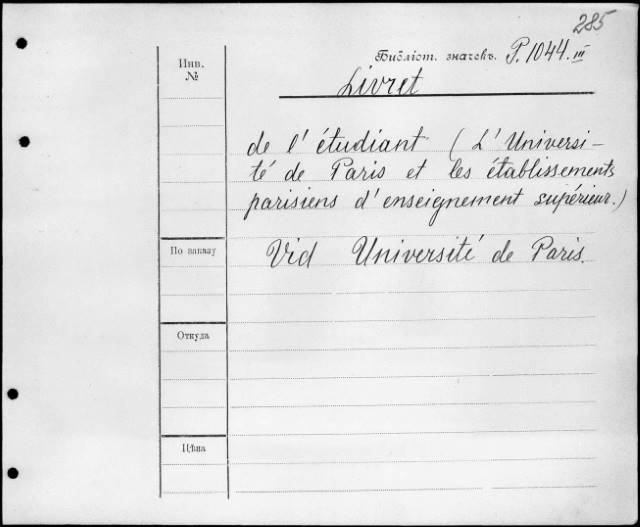 285
Инв.
№
Библіот. значекъ. P. 1044. III
Livret
de l'étudiant (L'Universi-
té de Paris et les établissements
parisiens d'enseignement supérieur.)
По заказу
Vid Université de Paris.
Откуда
Цѣна